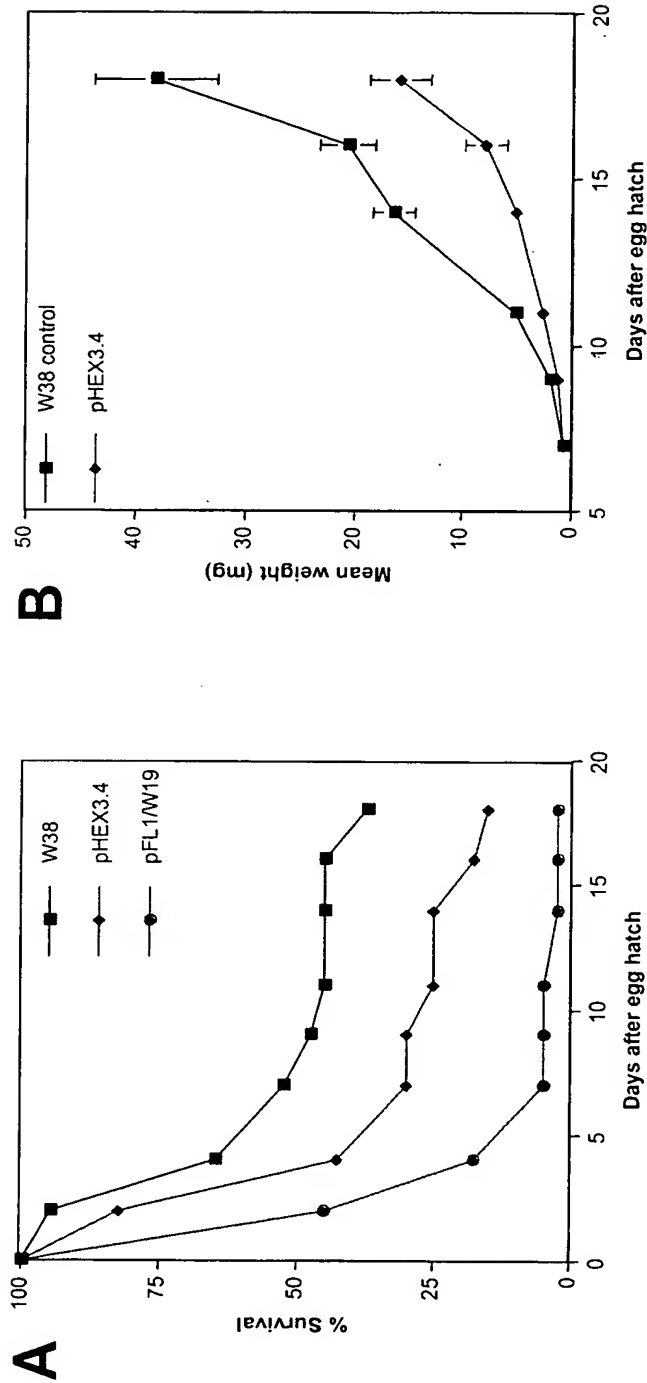 A
% Survival
100
75
50
25
0
W38
pHEX3.4
pFL1/W19
0
5
10
15
20
Days after egg hatch
B
Mean weight (mg)
50
40
30
20
10
0
W38 control
pHEX3.4
5
10
15
20
Days after egg hatch